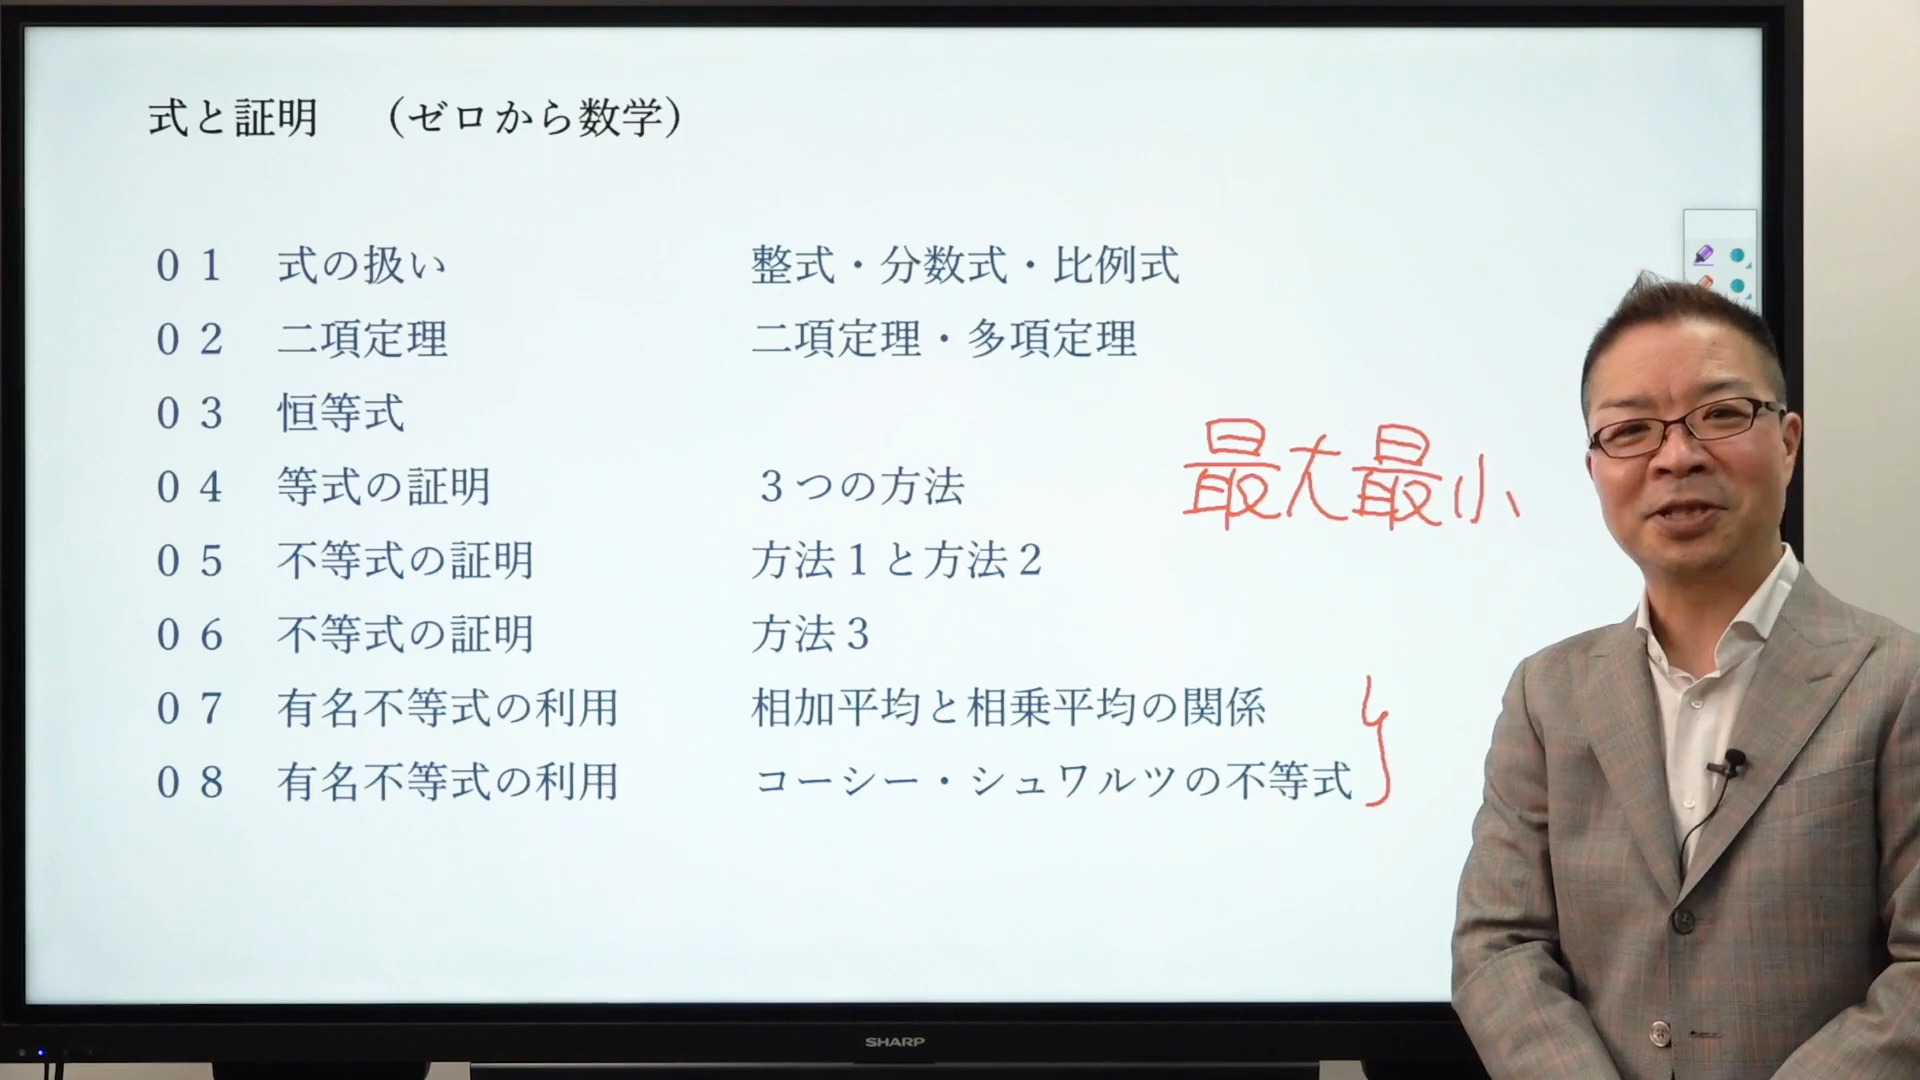 式と証明 （ゼロから数学）
０１ 式の扱い 整式・分数式・比例式
０２ 二項定理 二項定理・多項定理
０３ 恒等式
最大最小
０４ 等式の証明 ３つの方法
０５ 不等式の証明 方法１と方法２
０６ 不等式の証明 方法３
０７ 有名不等式の利用 相加平均と相乗平均の関係
０８ 有名不等式の利用 コーシー・シュワルツの不等式
SHARP